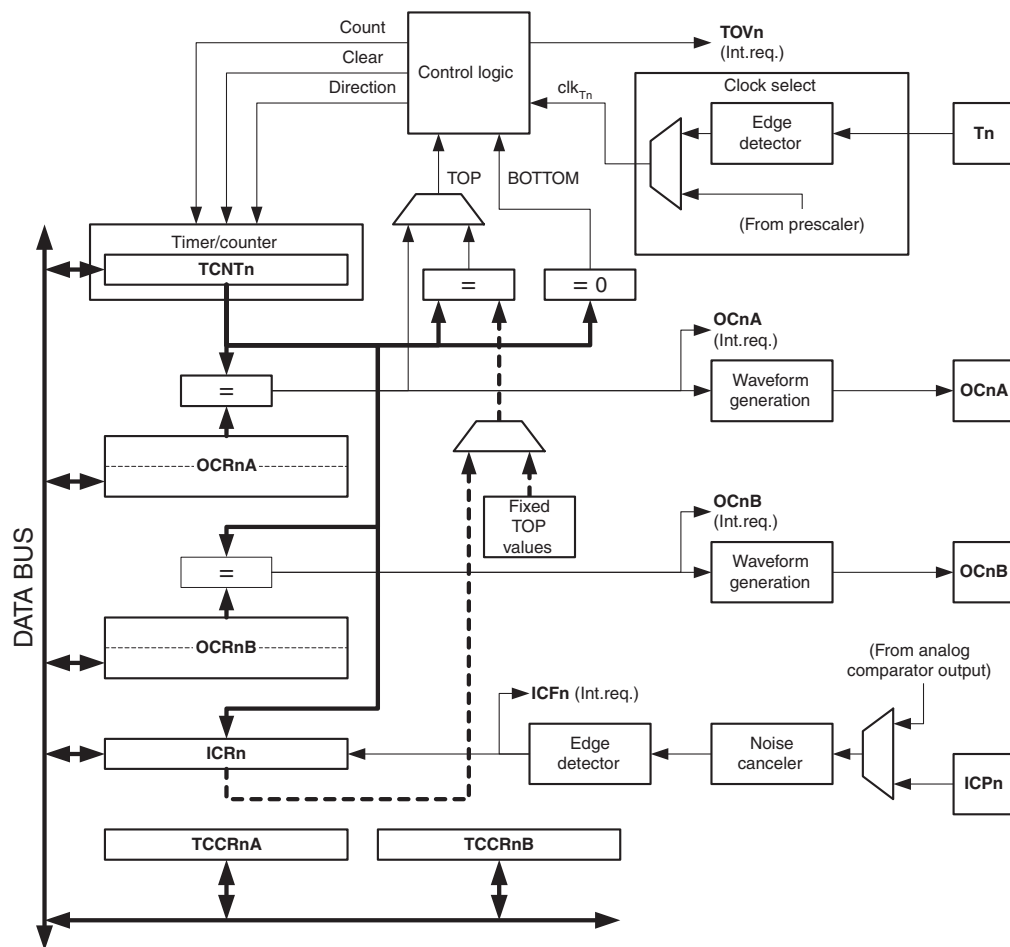 Count
Clear
Direction
Control logic
TOVn
(Int.req.)
clkTn
Clock select
Edge
detector
Tn
(From prescaler)
TOP
BOTTOM
Timer/counter
TCNTn
=
= 0
=
OCnA
(Int.req.)
Waveform
generation
OCnA
OCRnA
Fixed
TOP
values
OCnB
(Int.req.)
=
Waveform
generation
OCnB
OCRnB
DATA BUS
(From analog
comparator output)
ICFn (Int.req.)
ICRn
Edge
detector
Noise
canceler
ICPn
TCCRnA
TCCRnB